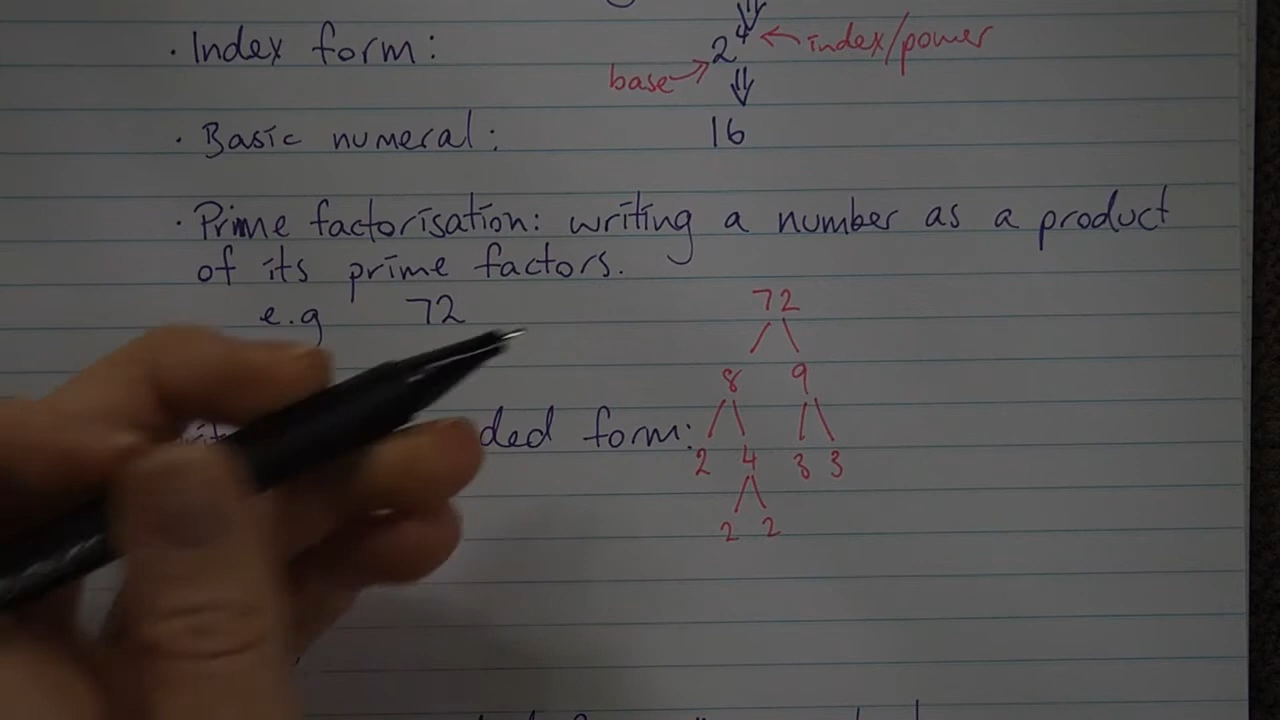 · Index form: 2⁴ ← index/power
base →
· Basic numeral: 16
· Prime factorisation: writing a number as a product
of its prime factors.
e.g 72 72
8 9
form:
2 4 3 3
2 2